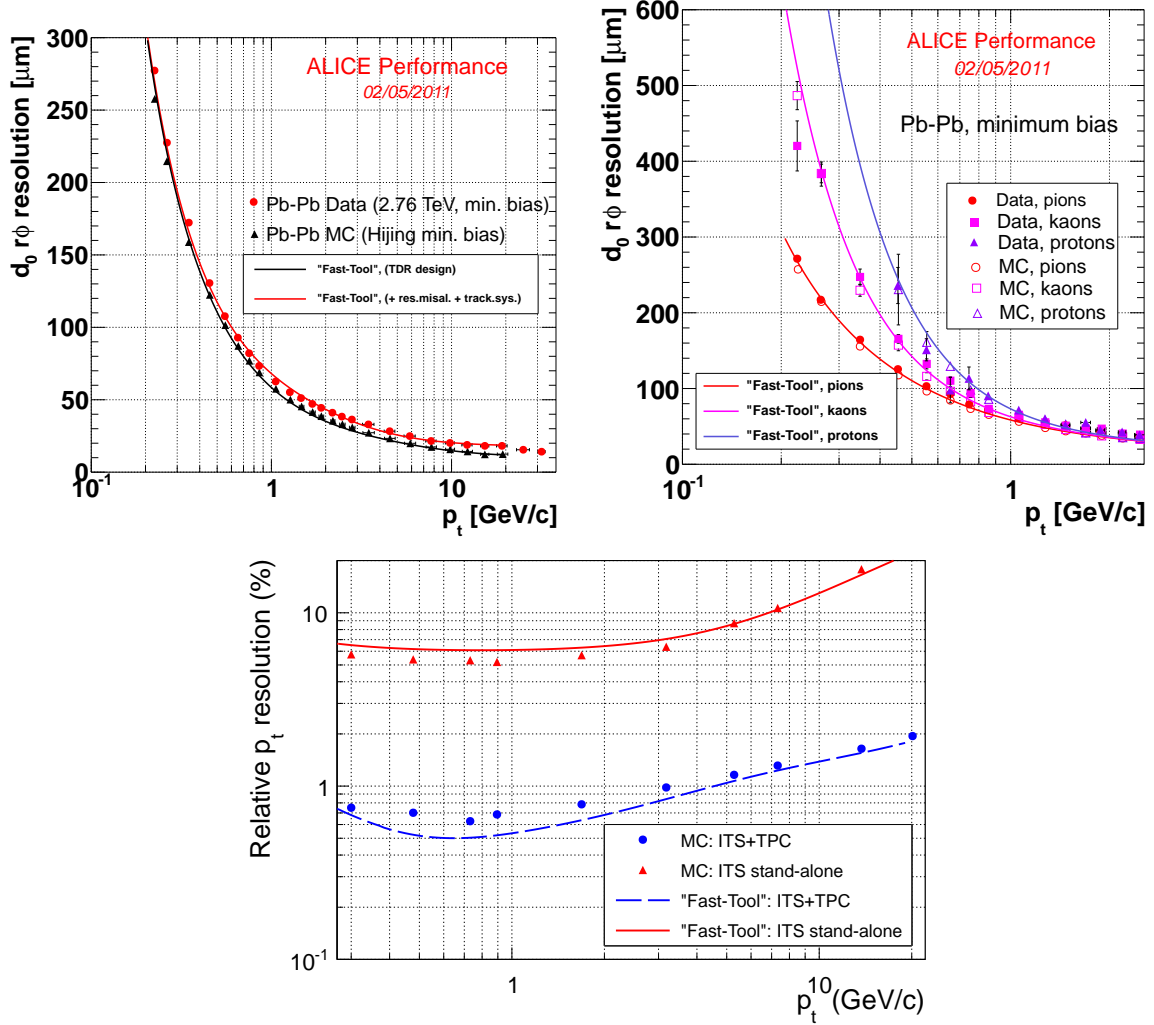 300
250
200
150
100
50
0
d0 rϕ resolution [μm]
ALICE Performance
02/05/2011
Pb-Pb Data (2.76 TeV, min. bias)
Pb-Pb MC (Hijing min. bias)
"Fast-Tool", (TDR design)
"Fast-Tool", (+ res.misal. + track.sys.)
10-1
1
10
pt [GeV/c]
600
500
400
300
200
100
0
d0 rϕ resolution [μm]
ALICE Performance
02/05/2011
Pb-Pb, minimum bias
Data, pions
Data, kaons
Data, protons
MC, pions
MC, kaons
MC, protons
"Fast-Tool", pions
"Fast-Tool", kaons
"Fast-Tool", protons
10-1
1
pt [GeV/c]
Relative pt resolution (%)
10
1
10-1
MC: ITS+TPC
MC: ITS stand-alone
"Fast-Tool": ITS+TPC
"Fast-Tool": ITS stand-alone
1
10
pt (GeV/c)